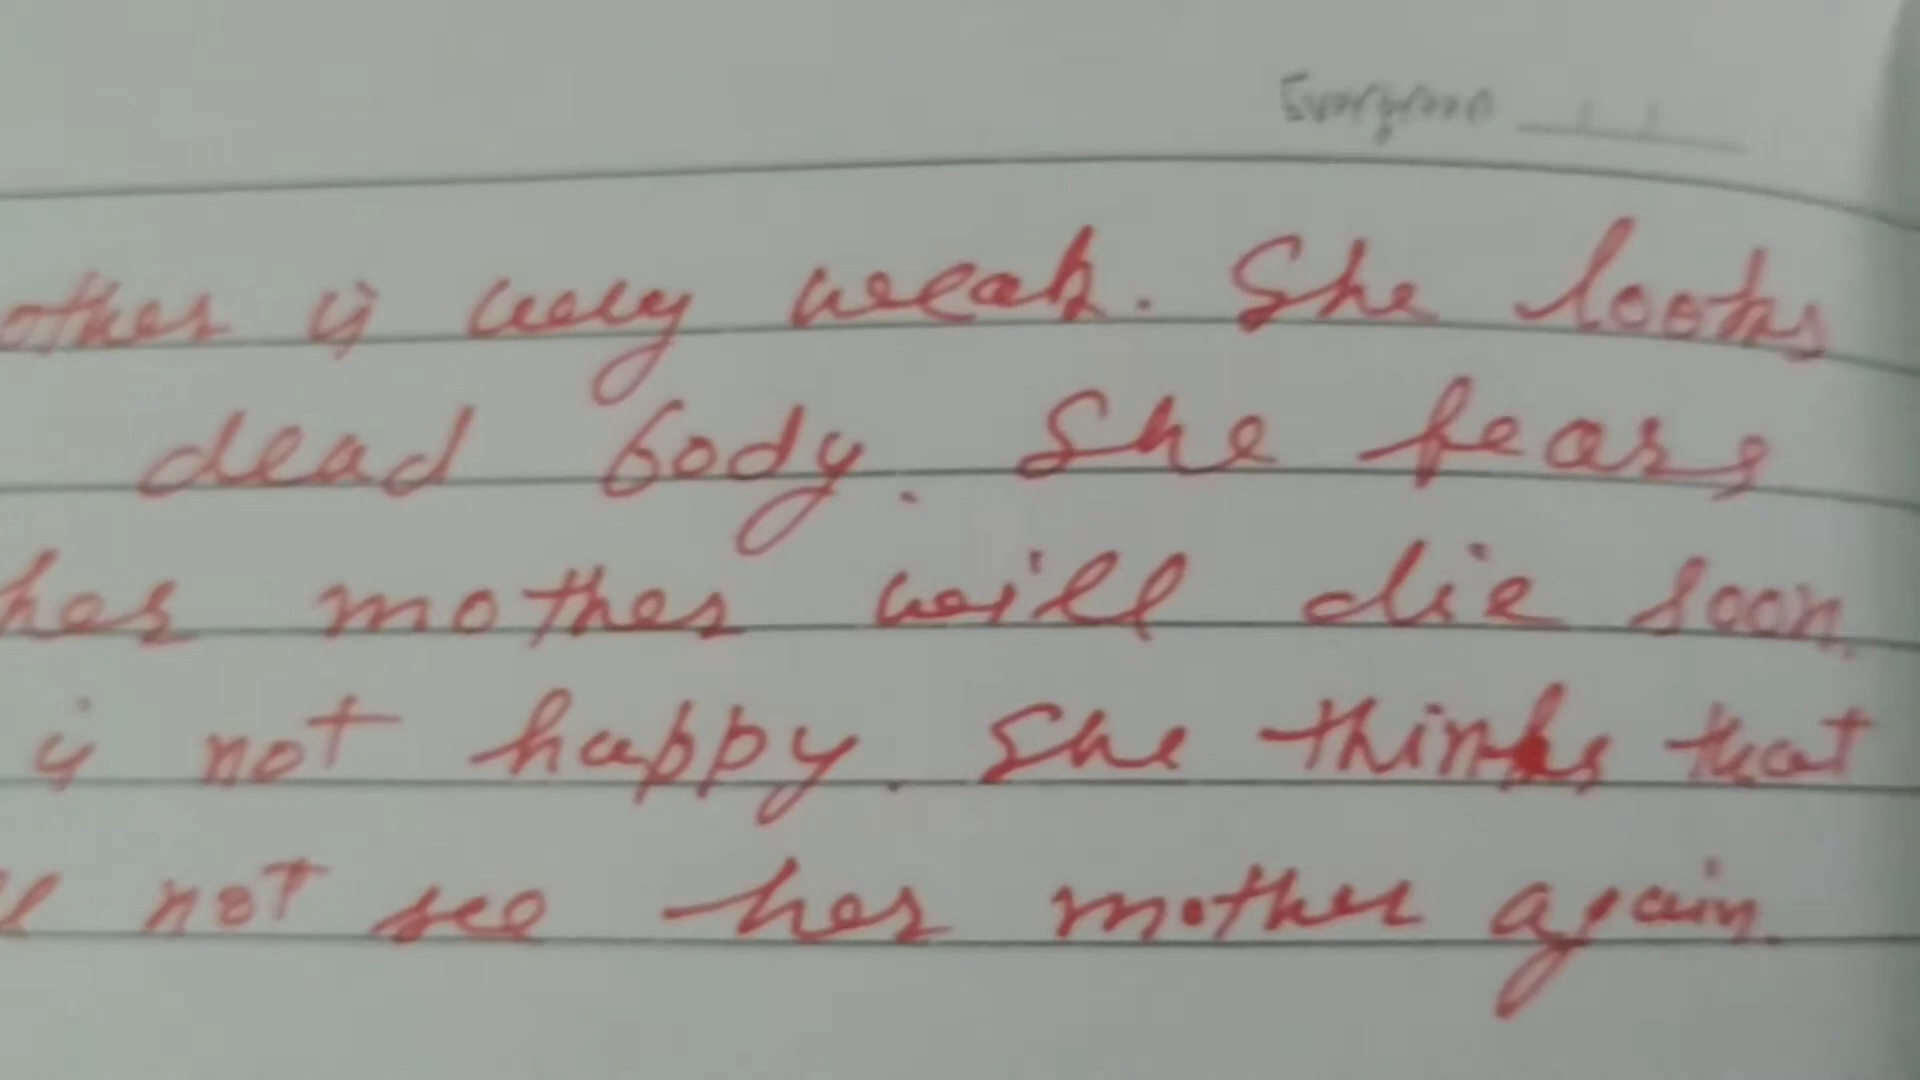 Evergreen
other is very weak. She looks
dead body. She fears
her mother will die soon.
is not happy. She thinks that
not see her mother again.